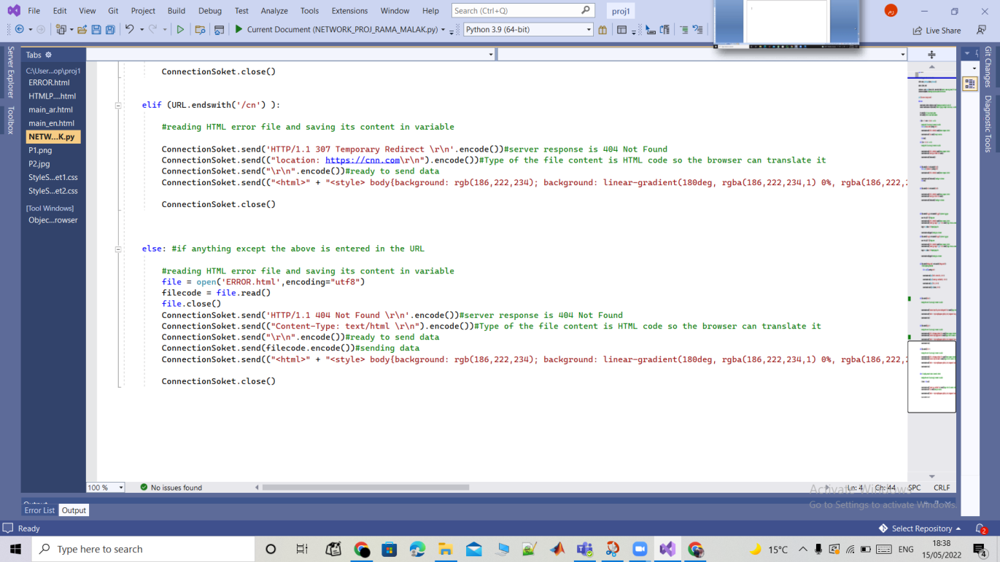 File Edit View Git Project Build Debug Test Analyze Tools Extensions Window Help Search (Ctrl+Q) proj1
Current Document (NETWORK_PROJ_RAMA_MALAK.py) Python 3.9 (64-bit) Live Share
Server Explorer
Toolbox
Tabs
C:\User...op\proj1
ERROR.html
HTMLP....html
main_ar.html
main_en.html
NETW...K.py
P1.png
P2.jpg
StyleS...et1.css
StyleS...et2.css
[Tool Windows]
Objec...rowser
ConnectionSoket.close()
elif (URL.endswith('/cn') ):
#reading HTML error file and saving its content in variable
ConnectionSoket.send('HTTP/1.1 307 Temporary Redirect \r\n'.encode())#server response is 404 Not Found
ConnectionSoket.send(("location: https://cnn.com\r\n").encode())#Type of the file content is HTML code so the browser can translate it
ConnectionSoket.send("\r\n".encode())#ready to send data
ConnectionSoket.send(("<html>" + "<style> body{background: rgb(186,222,234); background: linear-gradient(180deg, rgba(186,222,234,1) 0%, rgba(186,222,2
ConnectionSoket.close()
else: #if anything except the above is entered in the URL
#reading HTML error file and saving its content in variable
file = open('ERROR.html',encoding="utf8")
filecode = file.read()
file.close()
ConnectionSoket.send('HTTP/1.1 404 Not Found \r\n'.encode())#server response is 404 Not Found
ConnectionSoket.send(("Content-Type: text/html \r\n").encode())#Type of the file content is HTML code so the browser can translate it
ConnectionSoket.send("\r\n".encode())#ready to send data
ConnectionSoket.send(filecode.encode())#sending data
ConnectionSoket.send(("<html>" + "<style> body{background: rgb(186,222,234); background: linear-gradient(180deg, rgba(186,222,234,1) 0%, rgba(186,222,2
ConnectionSoket.close()
Git Changes
Diagnostic Tools
100 % No issues found Ln: 4 Ch: 44 SPC CRLF
Activate Windows
Go to Settings to activate Windows.
Output
Error List Output
Ready Select Repository 2
Type here to search 15°C ENG 18:38
15/05/2022 4